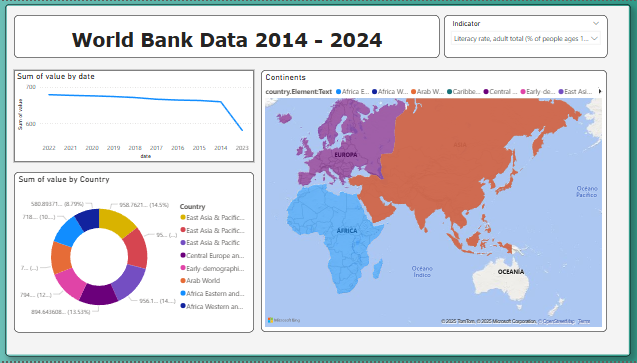 World Bank Data 2014 - 2024
Indicator
Literacy rate, adult total (% of people ages 1...
Sum of value by date
700
600
Sum of value
2022 2021 2020 2019 2018 2017 2016 2015 2014 2023
date
Sum of value by Country
580.89371... (8.79%)
958.7621... (14.5%)
718... (10...)
95... (...)
7... (...)
794... (12...)
956.1... (14....)
894.643608... (13.53%)
Country
East Asia & Pacific...
East Asia & Pacific...
East Asia & Pacific
Central Europe an...
Early demographi...
Arab World
Africa Eastern and...
Africa Western an...
Continents
country.Element:Text Africa E... Africa W... Arab W... Caribbe... Central ... Early de... East Asi...
EUROPA
ASIA
ÁFRICA
OCEANÍA
Océano Pacífico
Océano Índico
Microsoft Bing
© 2025 TomTom, © 2025 Microsoft Corporation, © OpenStreetMap Terms